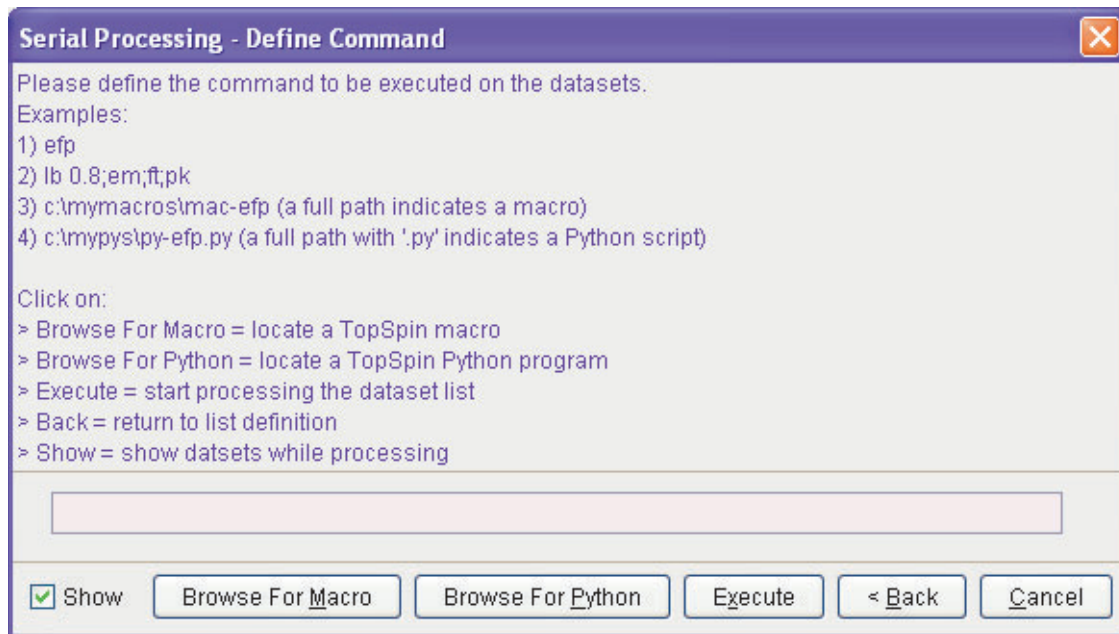 Serial Processing - Define Command
Please define the command to be executed on the datasets.
Examples:
1) efp
2) lb 0.8;em;ft;pk
3) c:\mymacros\mac-efp (a full path indicates a macro)
4) c:\mypys\py-efp.py (a full path with '.py' indicates a Python script)
Click on:
> Browse For Macro = locate a TopSpin macro
> Browse For Python = locate a TopSpin Python program
> Execute = start processing the dataset list
> Back = return to list definition
> Show = show datsets while processing
Show Browse For Macro Browse For Python Execute < Back Cancel